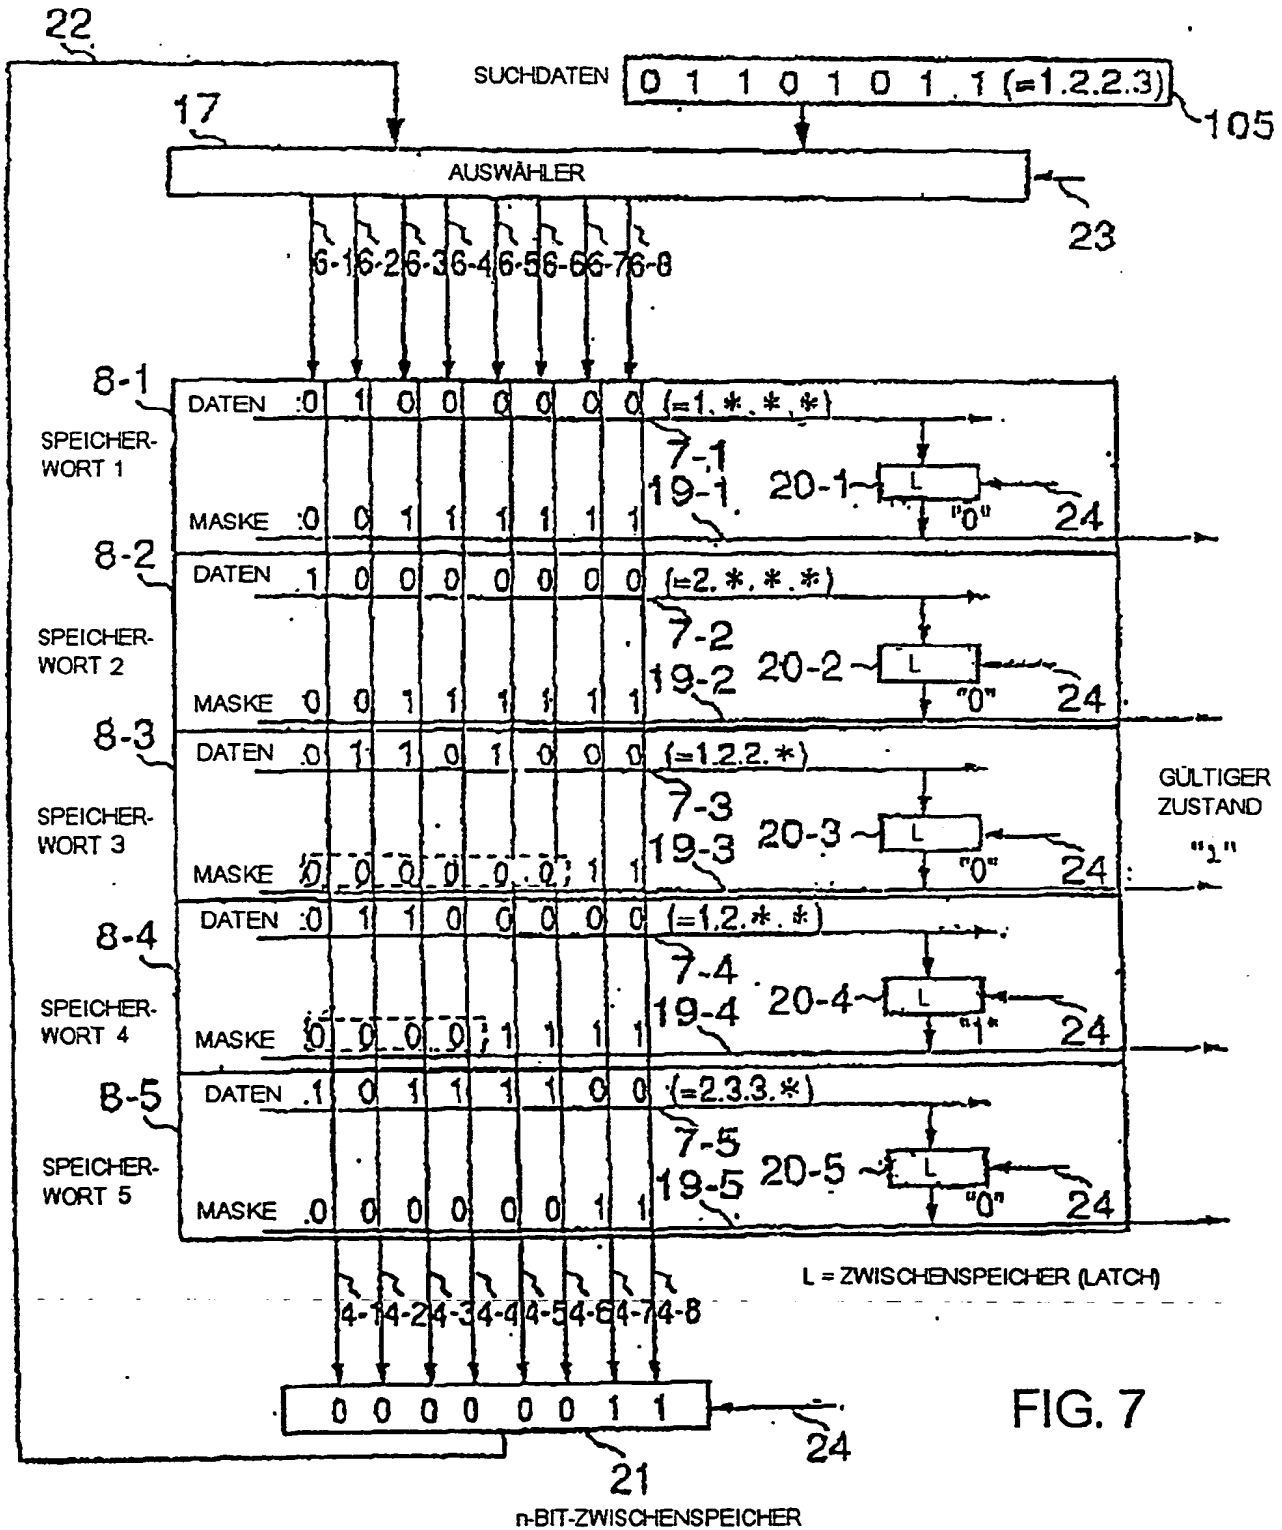 22
SUCHDATEN 0 1 1 0 1 0 1 1 (=1.2.2.3)
105
17
AUSWÄHLER
23
6-1 6-2 6-3 6-4 6-5 6-6 6-7 6-8
8-1
DATEN 0 1 0 0 0 0 0 0 (=1.*.*.*)
SPEICHER-
WORT 1
7-1
19-1 20-1 L 24
MASKE 0 0 1 1 1 1 1 1 "0"
8-2
DATEN 1 0 0 0 0 0 0 0 (=2.*.*.*)
SPEICHER-
WORT 2
7-2
19-2 20-2 L 24
MASKE 0 0 1 1 1 1 1 1 "0"
8-3
DATEN 0 1 1 0 1 0 0 0 (=1.2.2.*)
SPEICHER-
WORT 3
7-3
19-3 20-3 L 24
MASKE 0 0 0 0 0 0 1 1 "0"
GÜLTIGER
ZUSTAND
"1"
8-4
DATEN 0 1 1 0 0 0 0 0 (=1.2.*.*)
SPEICHER-
WORT 4
7-4
19-4 20-4 L 24
MASKE 0 0 0 0 1 1 1 1 "1"
8-5
DATEN 1 0 1 1 1 1 0 0 (=2.3.3.*)
SPEICHER-
WORT 5
7-5
19-5 20-5 L 24
MASKE 0 0 0 0 0 0 1 1 "0"
L = ZWISCHENSPEICHER (LATCH)
4-1 4-2 4-3 4-4 4-5 4-6 4-7 4-8
0 0 0 0 0 0 1 1
24
21
n-BIT-ZWISCHENSPEICHER
FIG. 7